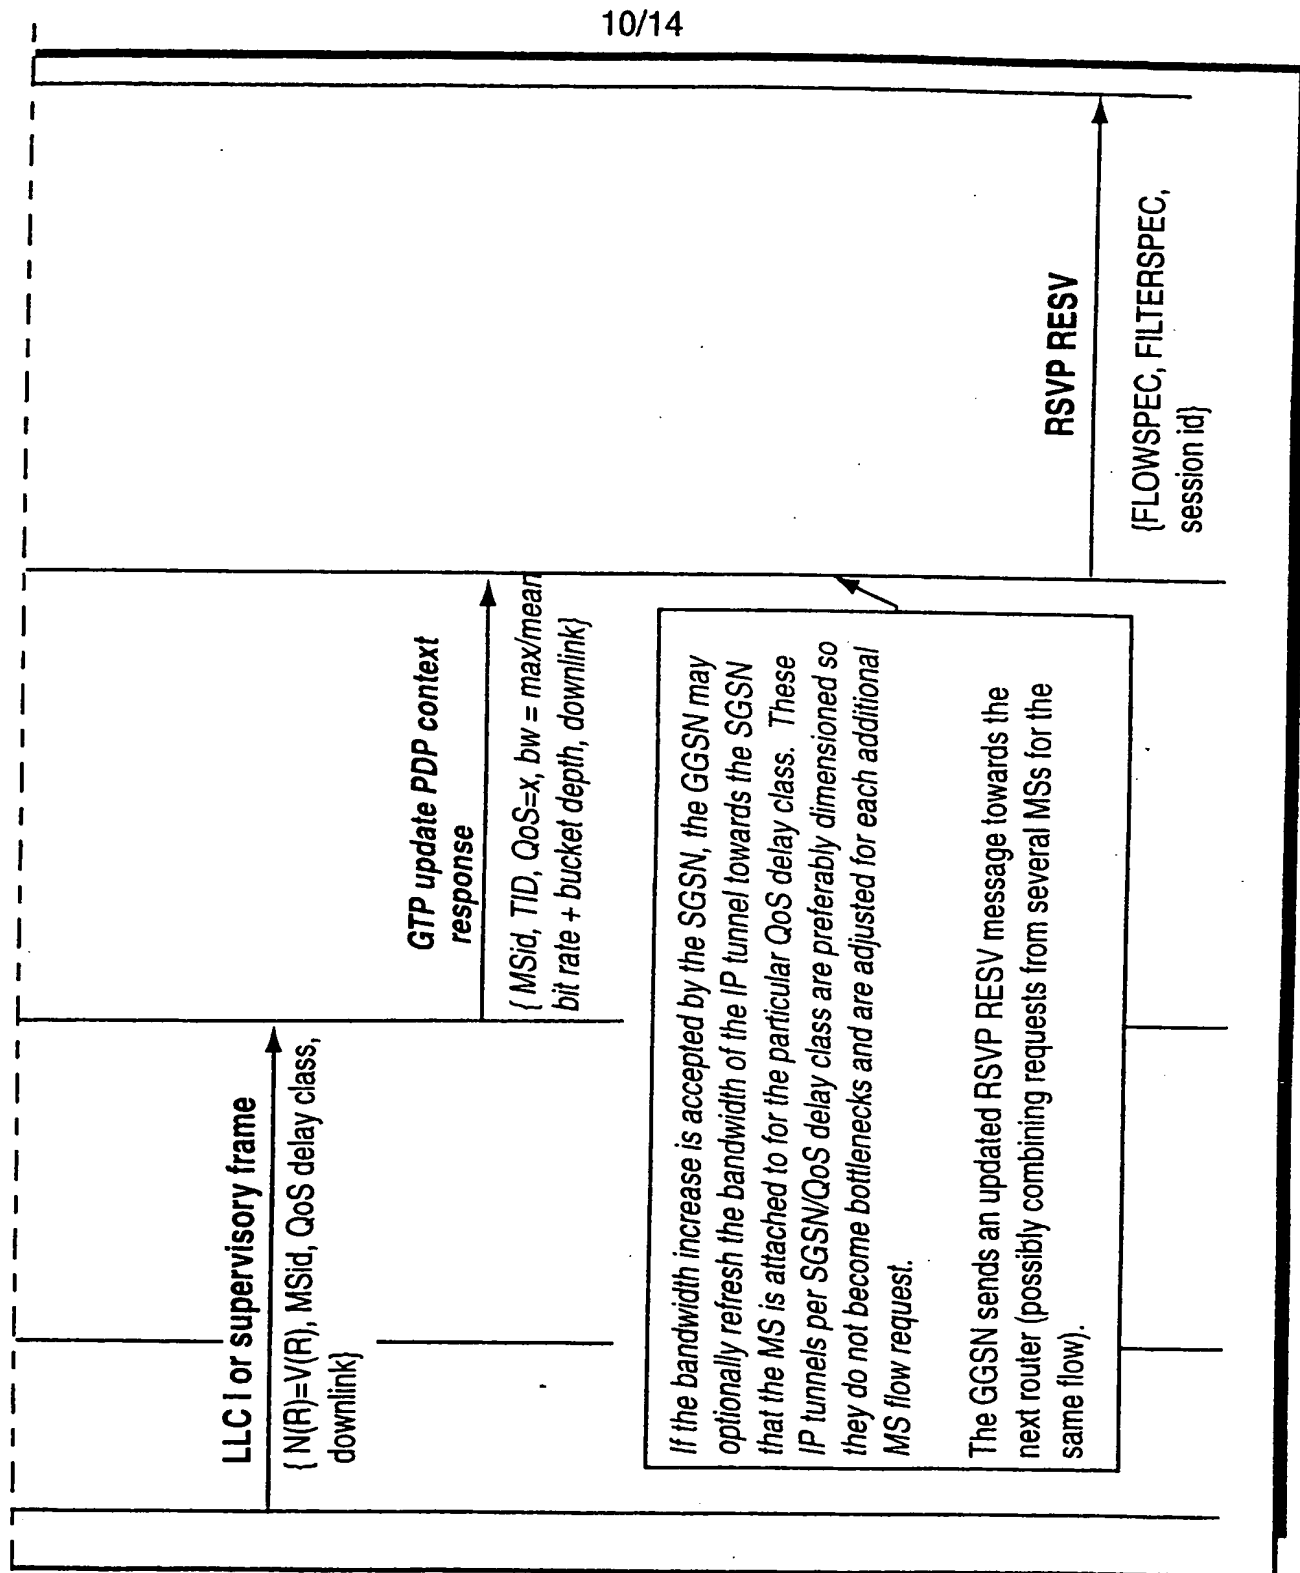 10/14
LLC I or supervisory frame
{ N(R)=V(R), MSid, QoS delay class,
downlink}
GTP update PDP context
response
{ MSid, TID, QoS=x, bw = max/mean
bit rate + bucket depth, downlink}
If the bandwidth increase is accepted by the SGSN, the GGSN may
optionally refresh the bandwidth of the IP tunnel towards the SGSN
that the MS is attached to for the particular QoS delay class. These
IP tunnels per SGSN/QoS delay class are preferably dimensioned so
they do not become bottlenecks and are adjusted for each additional
MS flow request.
The GGSN sends an updated RSVP RESV message towards the
next router (possibly combining requests from several MSs for the
same flow).
RSVP RESV
{FLOWSPEC, FILTERSPEC,
session id}